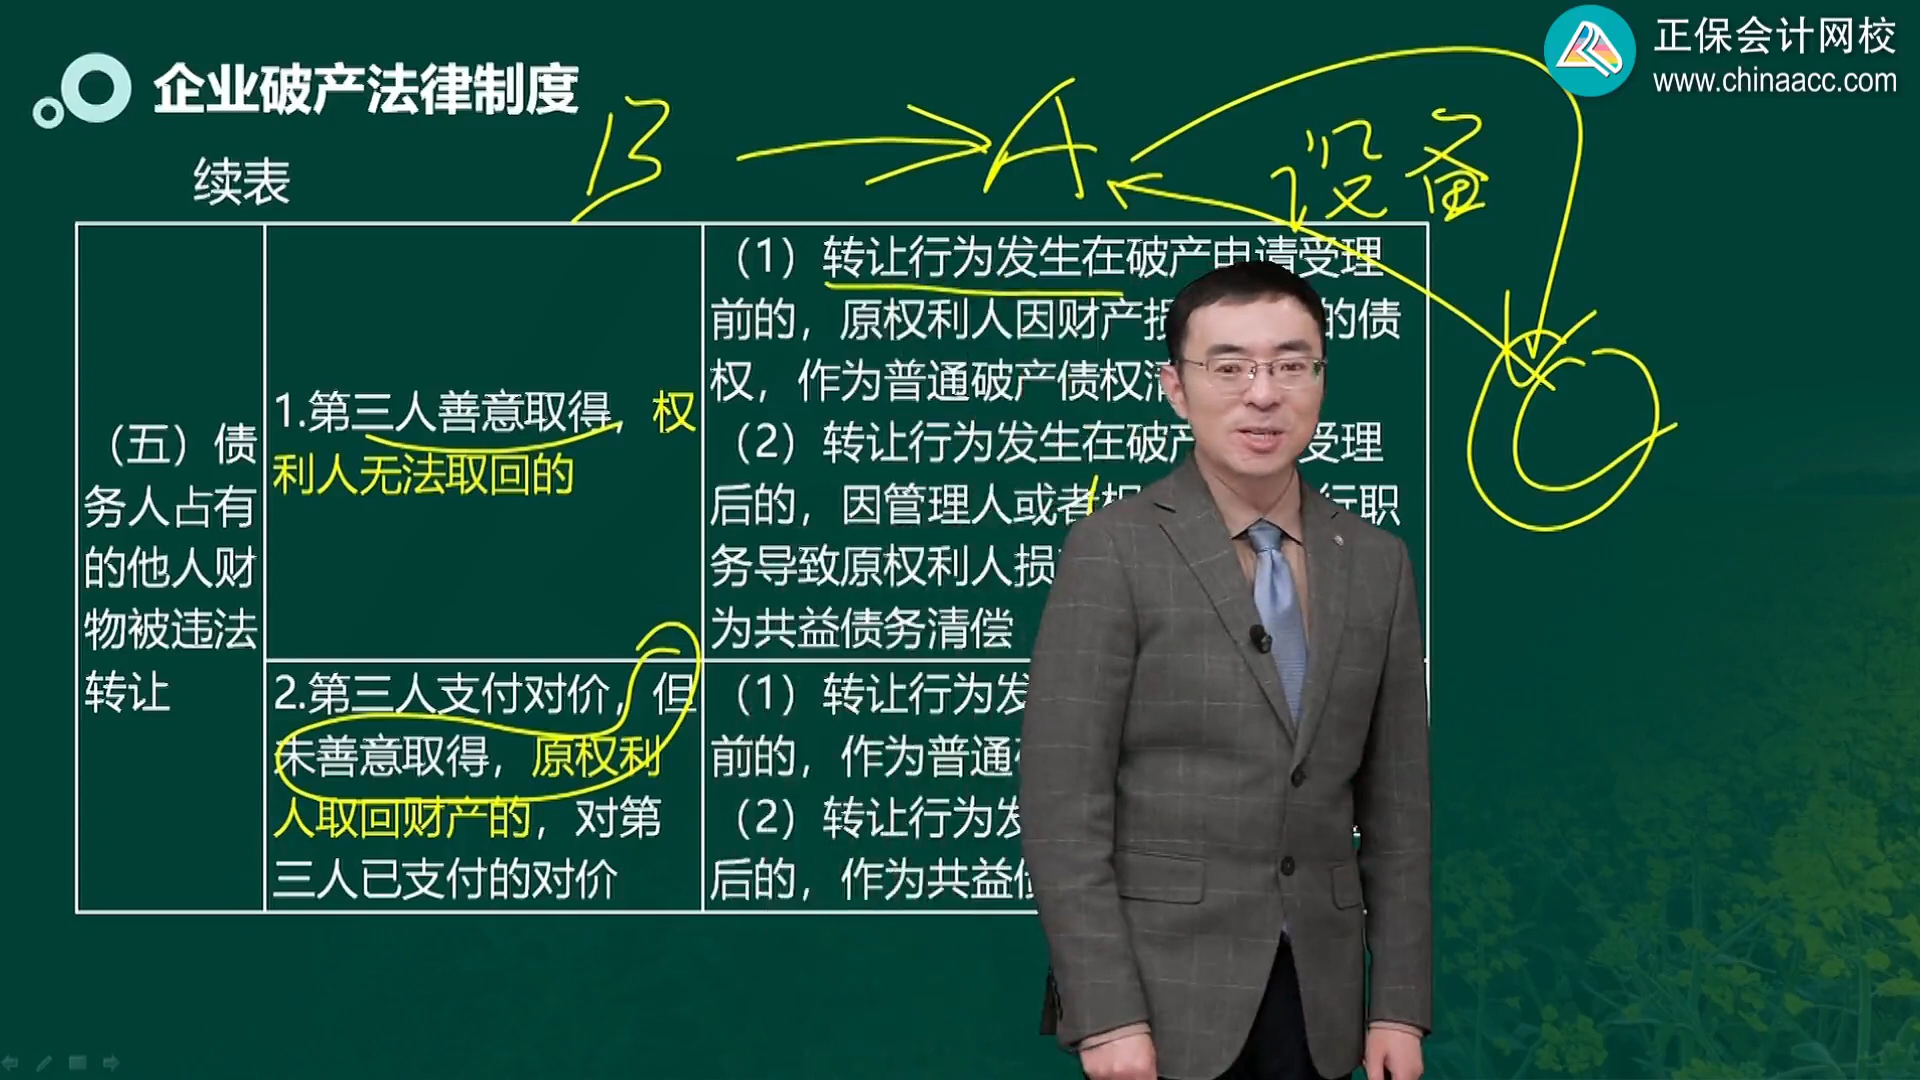 正保会计网校
www.chinaacc.com
企业破产法律制度
B A 设备
C
续表
（五）债
务人占有
的他人财
物被违法
转让
1.第三人善意取得，权
利人无法取回的
（1）转让行为发生在破产申请受理
前的，原权利人因财产损 的债
权，作为普通破产债权
（2）转让行为发生在破产 受理
后的，因管理人或者 行职
务导致原权利人损
为共益债务清偿
2.第三人支付对价，但
未善意取得，原权利
人取回财产的，对第
三人已支付的对价
（1）转让行为发
前的，作为普通
（2）转让行为发
后的，作为共益